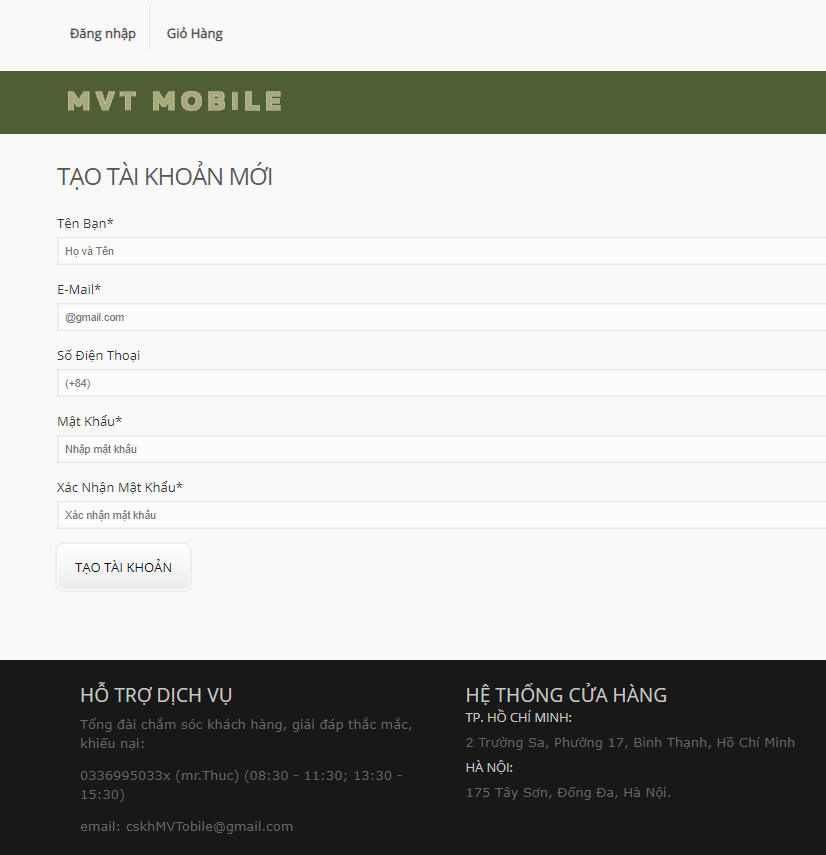 Đăng nhập
Giỏ Hàng
MVT MOBILE
TẠO TÀI KHOẢN MỚI
Tên Bạn*
Họ và Tên
E-Mail*
@gmail.com
Số Điện Thoại
(+84)
Mật Khẩu*
Nhập mật khẩu
Xác Nhận Mật Khẩu*
Xác nhận mật khẩu
TẠO TÀI KHOẢN
HỖ TRỢ DỊCH VỤ
Tổng đài chăm sóc khách hàng, giải đáp thắc mắc,
khiếu nại:
0336995033x (mr.Thuc) (08:30 - 11:30; 13:30 -
15:30)
email: cskhMVTobile@gmail.com
HỆ THỐNG CỬA HÀNG
TP. HỒ CHÍ MINH:
2 Trường Sa, Phường 17, Bình Thạnh, Hồ Chí Minh
HÀ NỘI:
175 Tây Sơn, Đống Đa, Hà Nội.